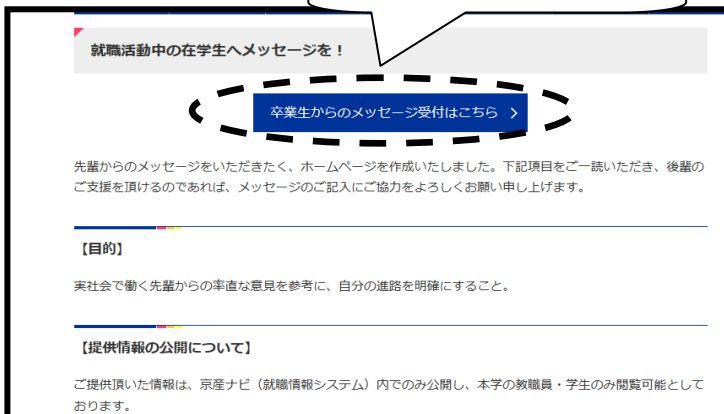 就職活動中の在学生へメッセージを！
卒業生からのメッセージ受付はこちら
先輩からのメッセージをいただきたく、ホームページを作成いたしました。下記項目をご一読いただき、後輩の
ご支援を頂けるのであれば、メッセージのご記入にご協力をよろしくお願い申し上げます。
【目的】
実社会で働く先輩からの率直な意見を参考に、自分の進路を明確にすること。
【提供情報の公開について】
ご提供頂いた情報は、京産ナビ（就職情報システム）内でのみ公開し、本学の教職員・学生のみ閲覧可能として
おります。